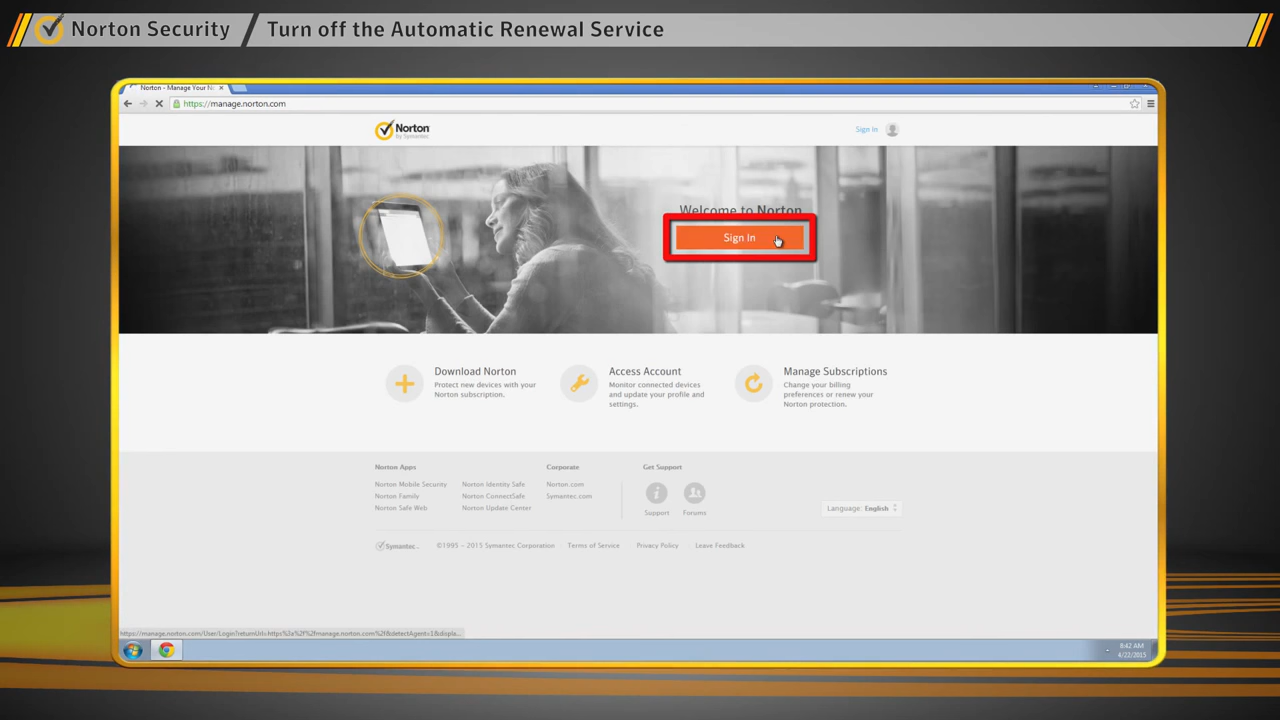 Norton Security
Turn off the Automatic Renewal Service
https://manage.norton.com
Norton
by Symantec
Sign In
Welcome to Norton
Sign In
Download Norton
Protect new devices with your
Norton subscription.
Access Account
Monitor connected devices
and update your profile and
settings.
Manage Subscriptions
Change your billing
preferences or renew your
Norton protection.
Norton Apps
Norton Mobile Security
Norton Family
Norton Safe Web
Norton Identity Safe
Norton ConnectSafe
Norton Update Center
Corporate
Norton.com
Symantec.com
Get Support
Support
Forums
Language: English
Symantec.
©1995 – 2015 Symantec Corporation
Terms of Service
Privacy Policy
Leave Feedback
8:42 AM
4/22/2015